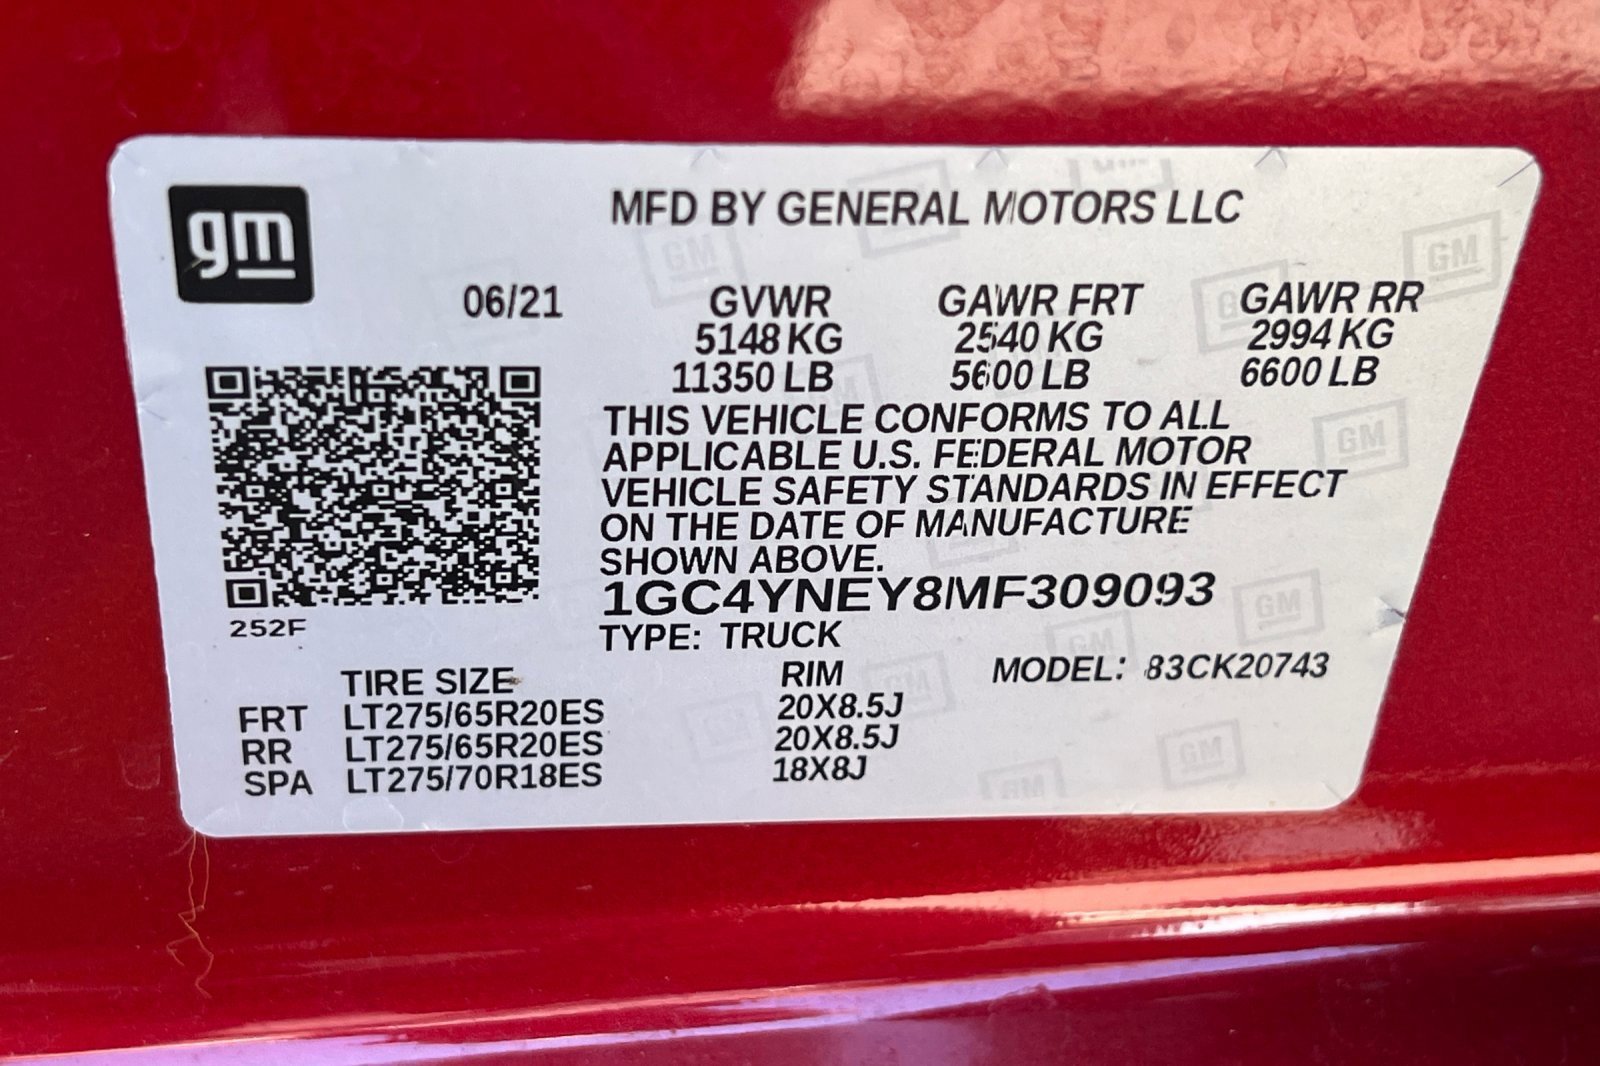 gm
MFD BY GENERAL MOTORS LLC
06/21 GVWR GAWR FRT GAWR RR
5148 KG 2540 KG 2994 KG
11350 LB 5600 LB 6600 LB
THIS VEHICLE CONFORMS TO ALL
APPLICABLE U.S. FEDERAL MOTOR
VEHICLE SAFETY STANDARDS IN EFFECT
ON THE DATE OF MANUFACTURE
SHOWN ABOVE.
1GC4YNEY8MF309093
252F
TYPE: TRUCK
TIRE SIZE RIM MODEL: 83CK20743
FRT LT275/65R20ES 20X8.5J
RR LT275/65R20ES 20X8.5J
SPA LT275/70R18ES 18X8J